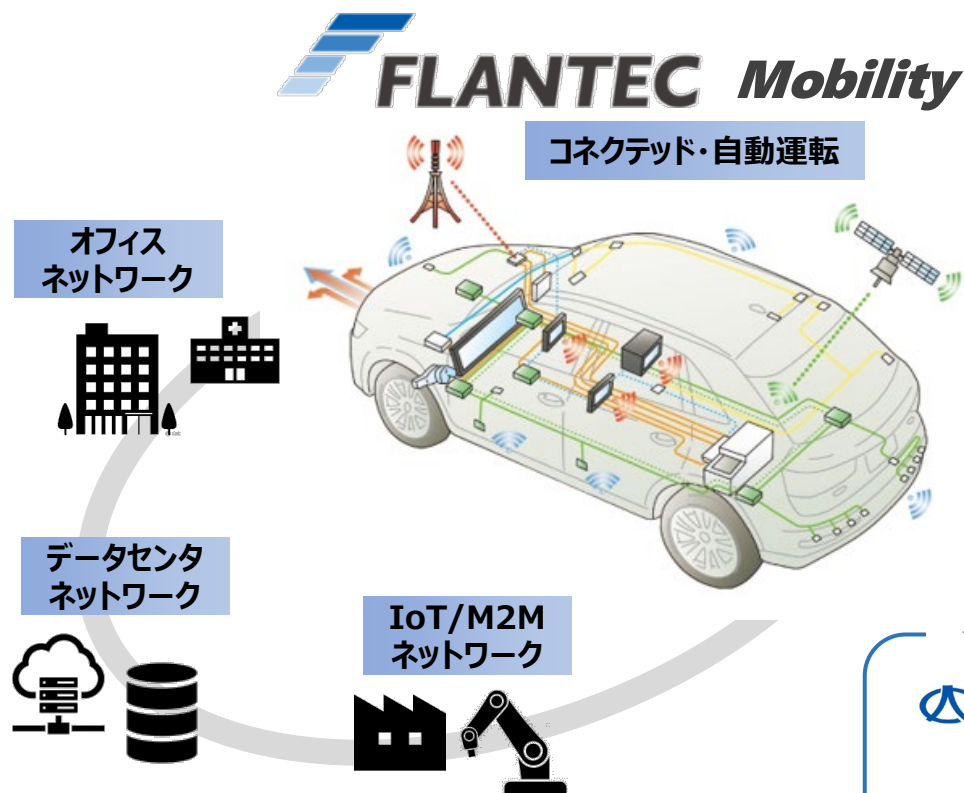 FLANTEC Mobility
コネクテッド・自動運転
オフィス
ネットワーク
データセンタ
ネットワーク
IoT/M2M
ネットワーク